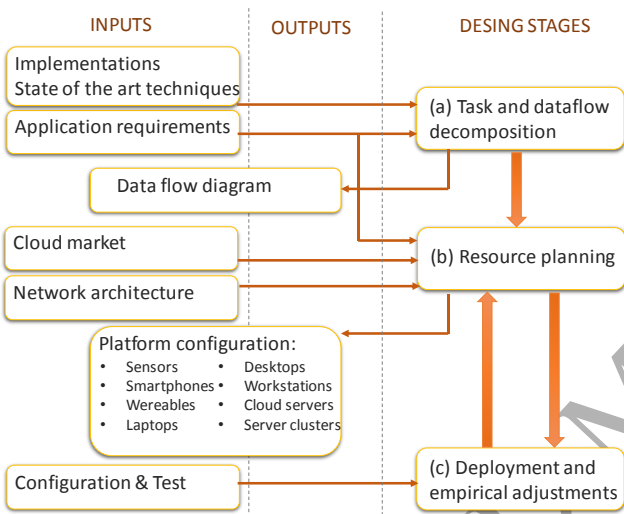 INPUTS
OUTPUTS
DESING STAGES
Implementations
State of the art techniques
(a) Task and dataflow
decomposition
Application requirements
Data flow diagram
Cloud market
(b) Resource planning
Network architecture
Platform configuration:
• Sensors
• Smartphones
• Wereables
• Laptops
• Desktops
• Workstations
• Cloud servers
• Server clusters
Configuration & Test
(c) Deployment and
empirical adjustments